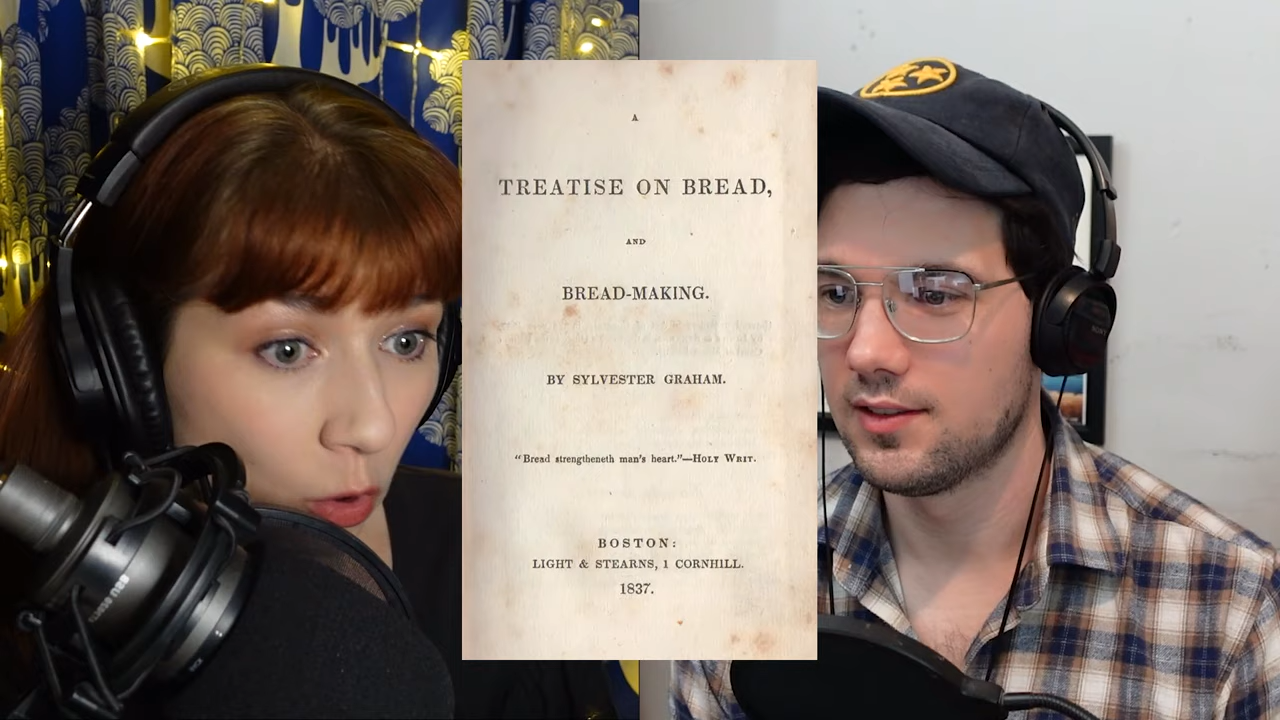 A
TREATISE ON BREAD,
AND
BREAD-MAKING.
BY SYLVESTER GRAHAM.
"Bread strengtheneth man's heart."—HOLY WRIT.
BOSTON:
LIGHT & STEARNS, 1 CORNHILL.
1837.
SONY